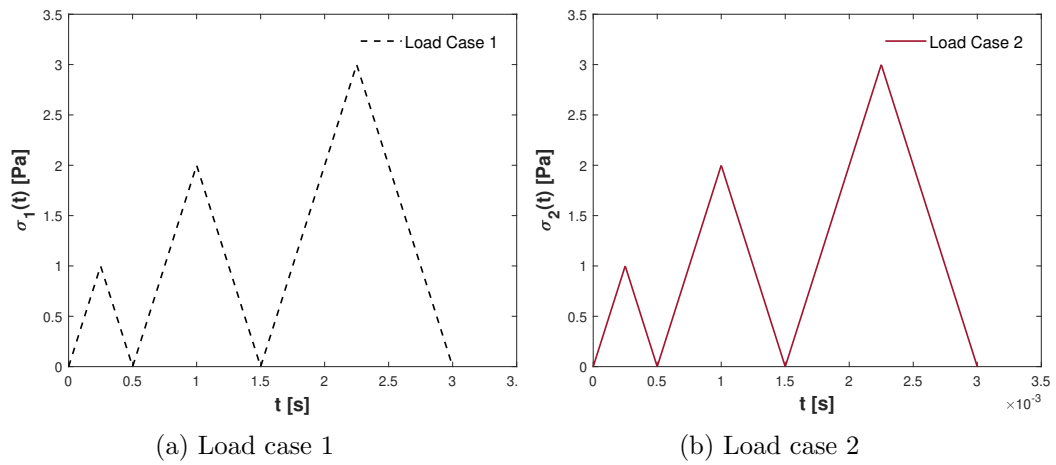 3.5
3
2.5
2
1.5
1
0.5
0
σ1(t) [Pa]
Load Case 1
0 0.5 1 1.5 2 2.5 3 3.
t [s]
(a) Load case 1
3.5
3
2.5
2
1.5
1
0.5
0
σ2(t) [Pa]
Load Case 2
0 0.5 1 1.5 2 2.5 3 3.5
t [s]
×10-3
(b) Load case 2